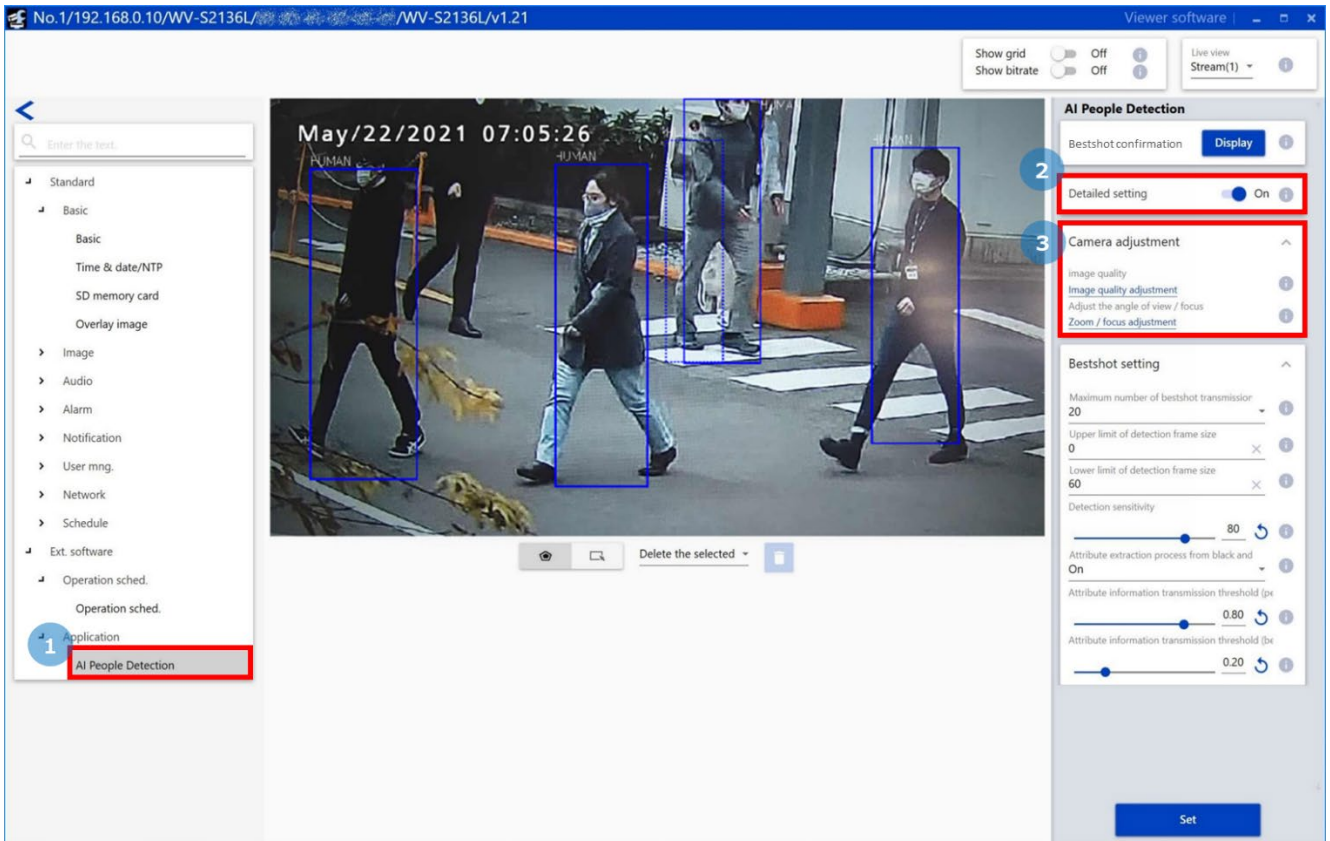 No.1/192.168.0.10/WV-S2136L/ /WV-S2136L/v1.21
Viewer software
Show grid Off
Show bitrate Off
Live view
Stream(1)
Enter the text.
Standard
Basic
Basic
Time & date/NTP
SD memory card
Overlay image
Image
Audio
Alarm
Notification
User mng.
Network
Schedule
Ext. software
Operation sched.
Operation sched.
1
Application
AI People Detection
May/22/2021 07:05:26
HUMAN
HUMAN
HUMAN
HUMAN
Delete the selected
AI People Detection
Bestshot confirmation Display
2
Detailed setting On
3
Camera adjustment
image quality
Image quality adjustment
Adjust the angle of view / focus
Zoom / focus adjustment
Bestshot setting
Maximum number of bestshot transmission
20
Upper limit of detection frame size
0
Lower limit of detection frame size
60
Detection sensitivity
80
Attribute extraction process from black and
On
Attribute information transmission threshold (pe
0.80
Attribute information transmission threshold (be
0.20
Set